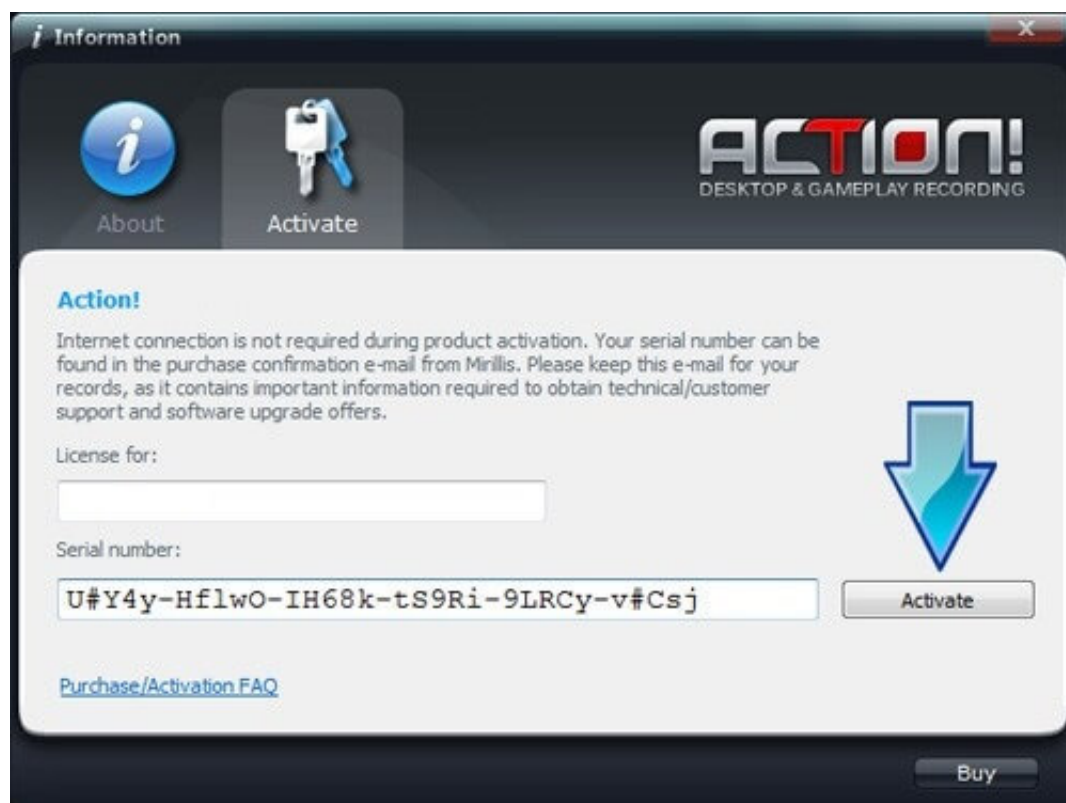 i Information
X
About
Activate
ACTION!
DESKTOP & GAMEPLAY RECORDING
Action!
Internet connection is not required during product activation. Your serial number can be
found in the purchase confirmation e-mail from Mirillis. Please keep this e-mail for your
records, as it contains important information required to obtain technical/customer
support and software upgrade offers.
License for:
Serial number:
U#Y4y-HflwO-IH68k-tS9Ri-9LRCy-v#Csj
Activate
Purchase/Activation FAQ
Buy